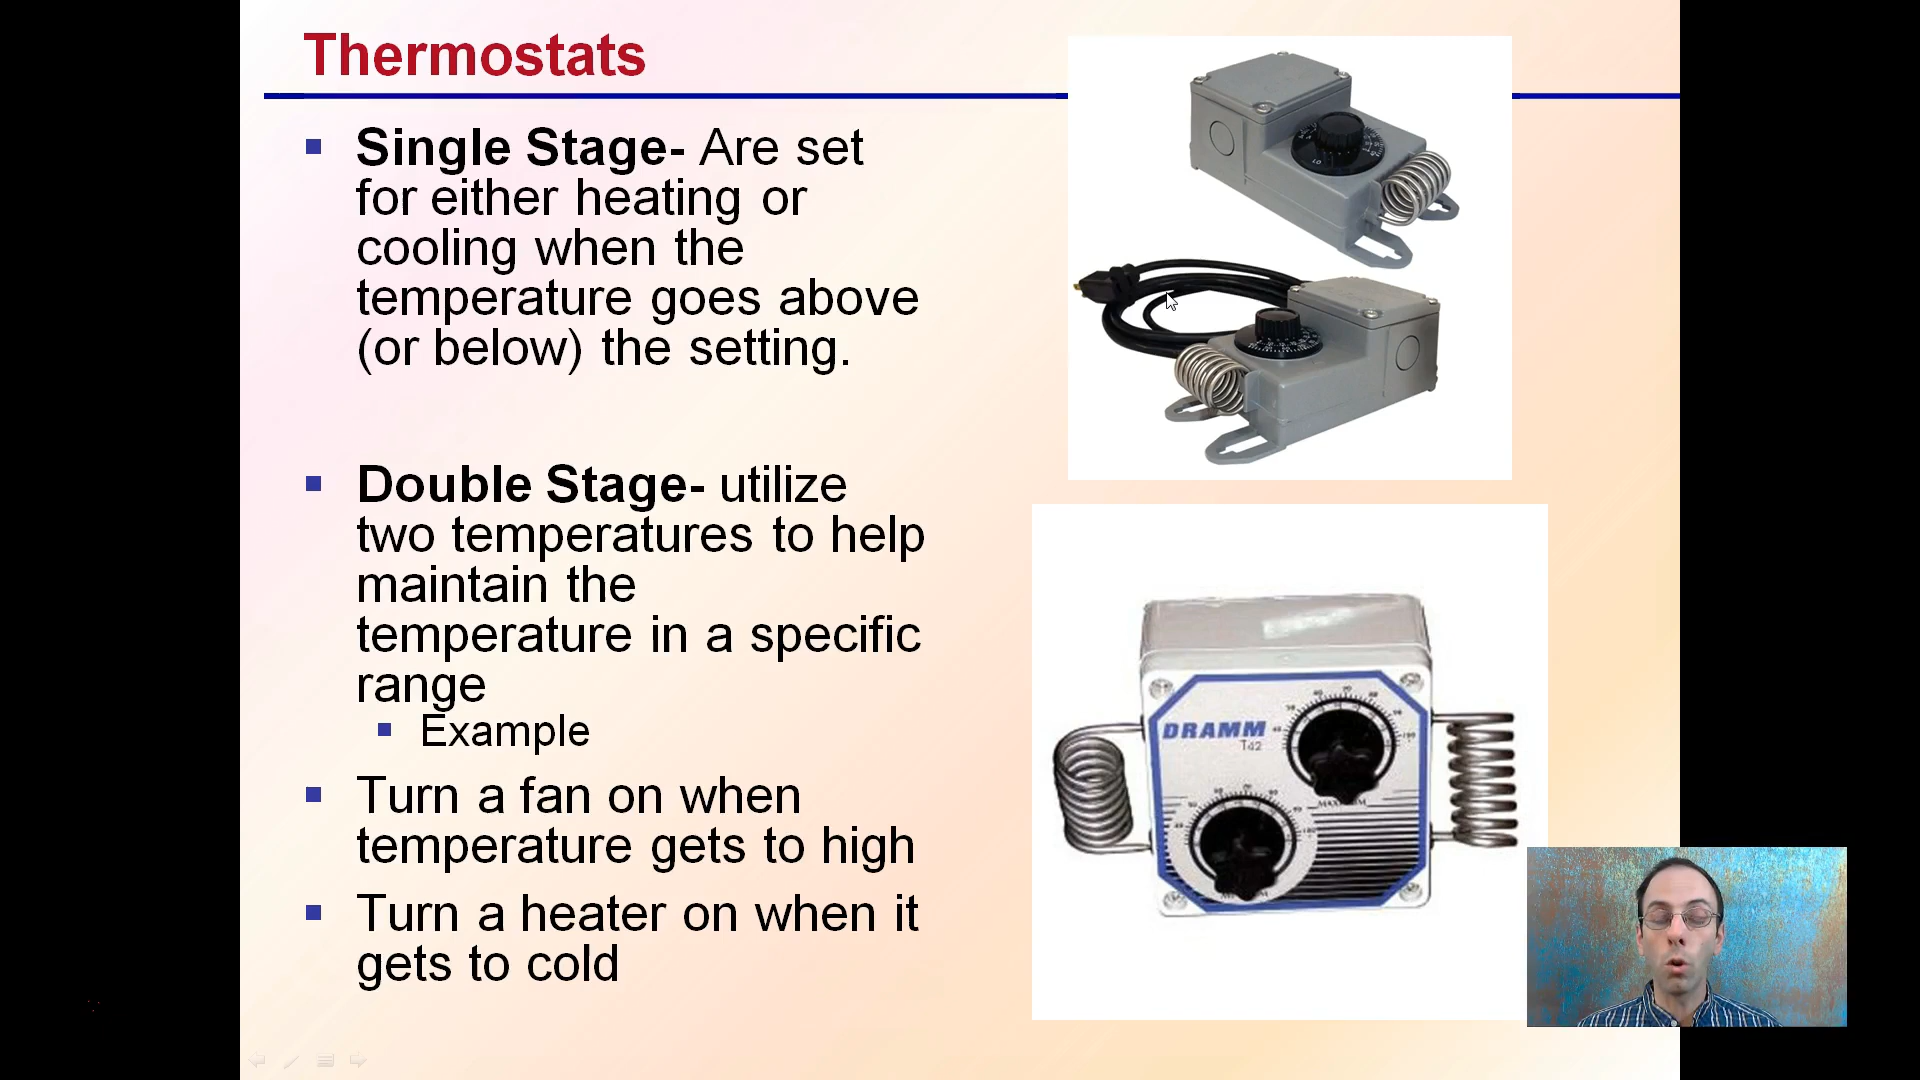 Thermostats
Single Stage- Are set
for either heating or
cooling when the
temperature goes above
(or below) the setting.
Double Stage- utilize
two temperatures to help
maintain the
temperature in a specific
range
Example
Turn a fan on when
temperature gets to high
Turn a heater on when it
gets to cold
DRAMM
T42